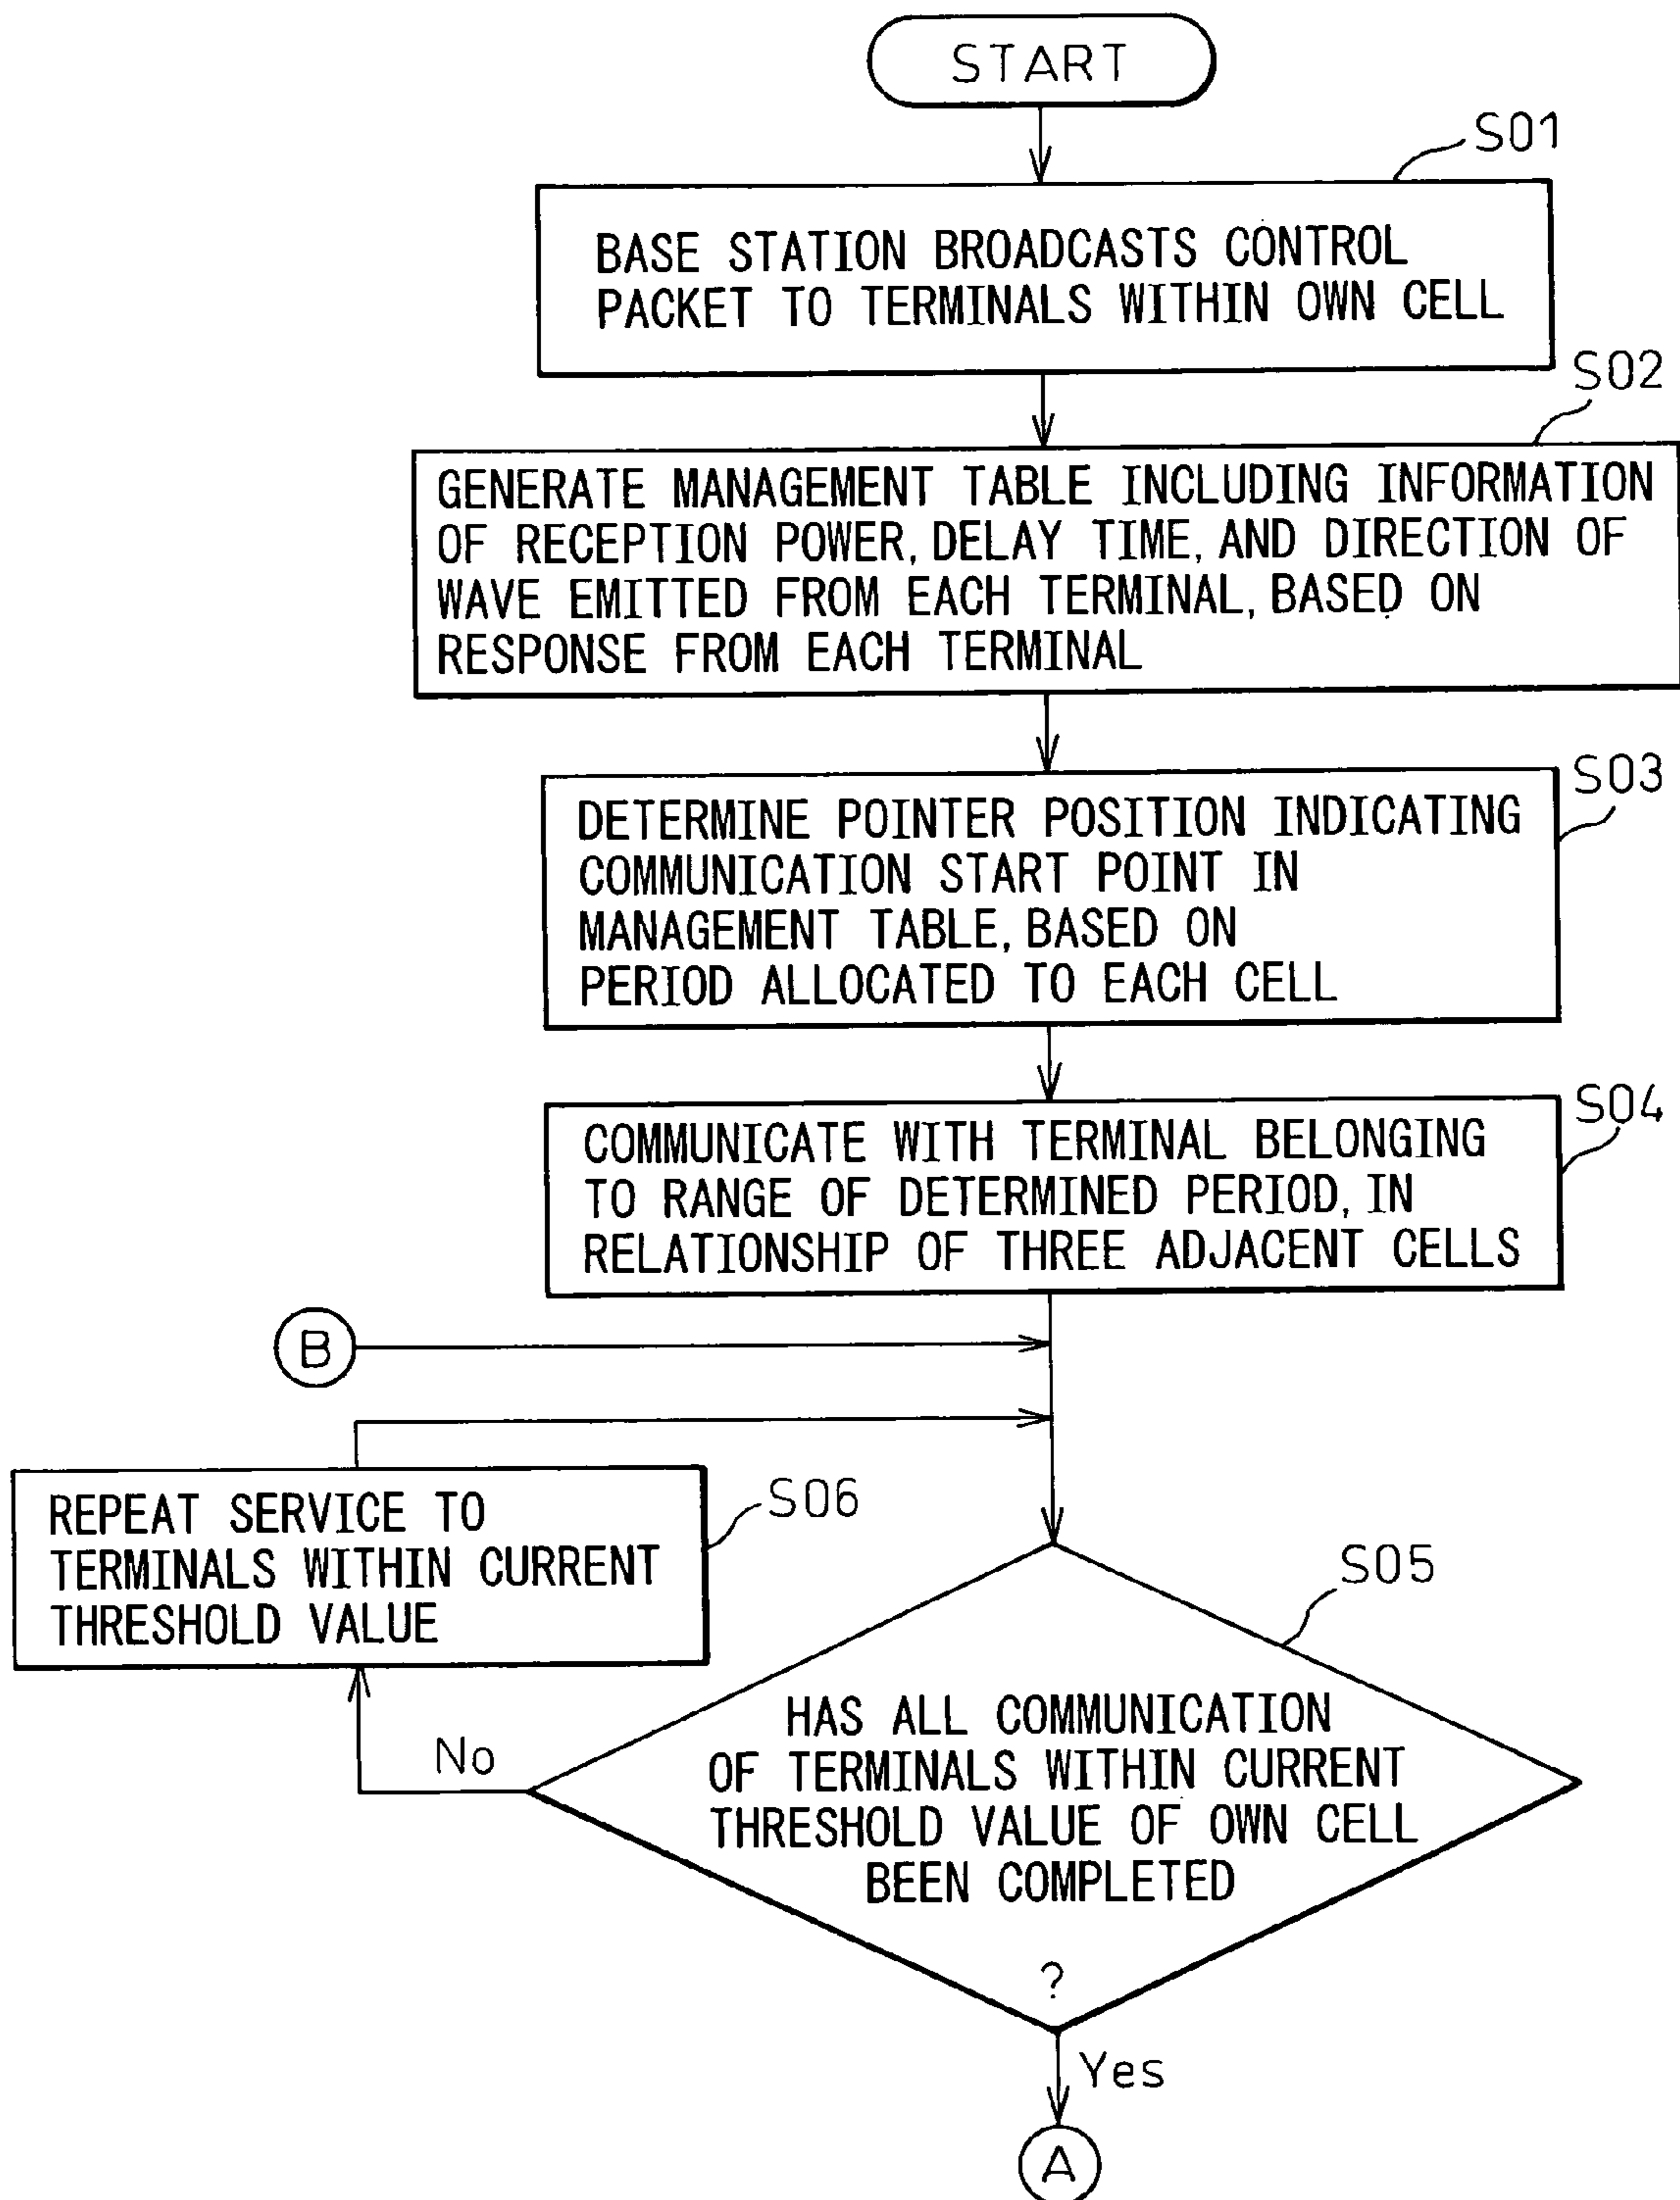 START
S01
BASE STATION BROADCASTS CONTROL
PACKET TO TERMINALS WITHIN OWN CELL
S02
GENERATE MANAGEMENT TABLE INCLUDING INFORMATION
OF RECEPTION POWER, DELAY TIME, AND DIRECTION OF
WAVE EMITTED FROM EACH TERMINAL, BASED ON
RESPONSE FROM EACH TERMINAL
S03
DETERMINE POINTER POSITION INDICATING
COMMUNICATION START POINT IN
MANAGEMENT TABLE, BASED ON
PERIOD ALLOCATED TO EACH CELL
S04
COMMUNICATE WITH TERMINAL BELONGING
TO RANGE OF DETERMINED PERIOD, IN
RELATIONSHIP OF THREE ADJACENT CELLS
B
S06
REPEAT SERVICE TO
TERMINALS WITHIN CURRENT
THRESHOLD VALUE
S05
HAS ALL COMMUNICATION
OF TERMINALS WITHIN CURRENT
THRESHOLD VALUE OF OWN CELL
BEEN COMPLETED
?
No
Yes
A